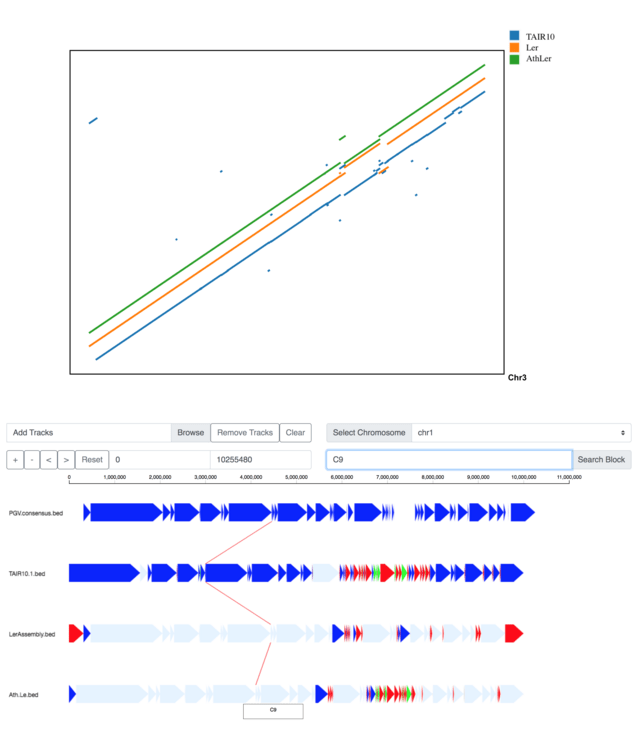 TAIR10
Ler
AthLer
Chr3
Add Tracks Browse Remove Tracks Clear Select Chromosome chr1
+ - < > Reset 0 10255480 C9 Search Block
0 1,000,000 2,000,000 3,000,000 4,000,000 5,000,000 6,000,000 7,000,000 8,000,000 9,000,000 10,000,000 11,000,000
PGV.consensus.bed
TAIR10.1.bed
LerAssembly.bed
Ath.Le.bed
C9